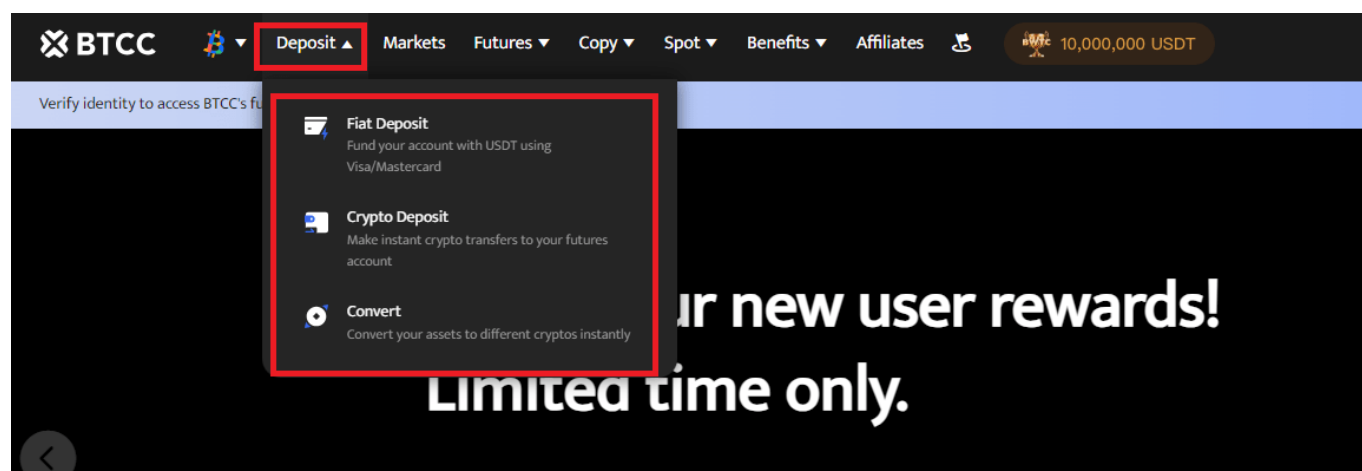 BTCC
Deposit Markets Futures Copy Spot Benefits Affiliates 10,000,000 USDT
Verify identity to access BTCC's fu
Fiat Deposit
Fund your account with USDT using
Visa/Mastercard
Crypto Deposit
Make instant crypto transfers to your futures
account
Convert
Convert your assets to different cryptos instantly
ur new user rewards!
Limited time only.